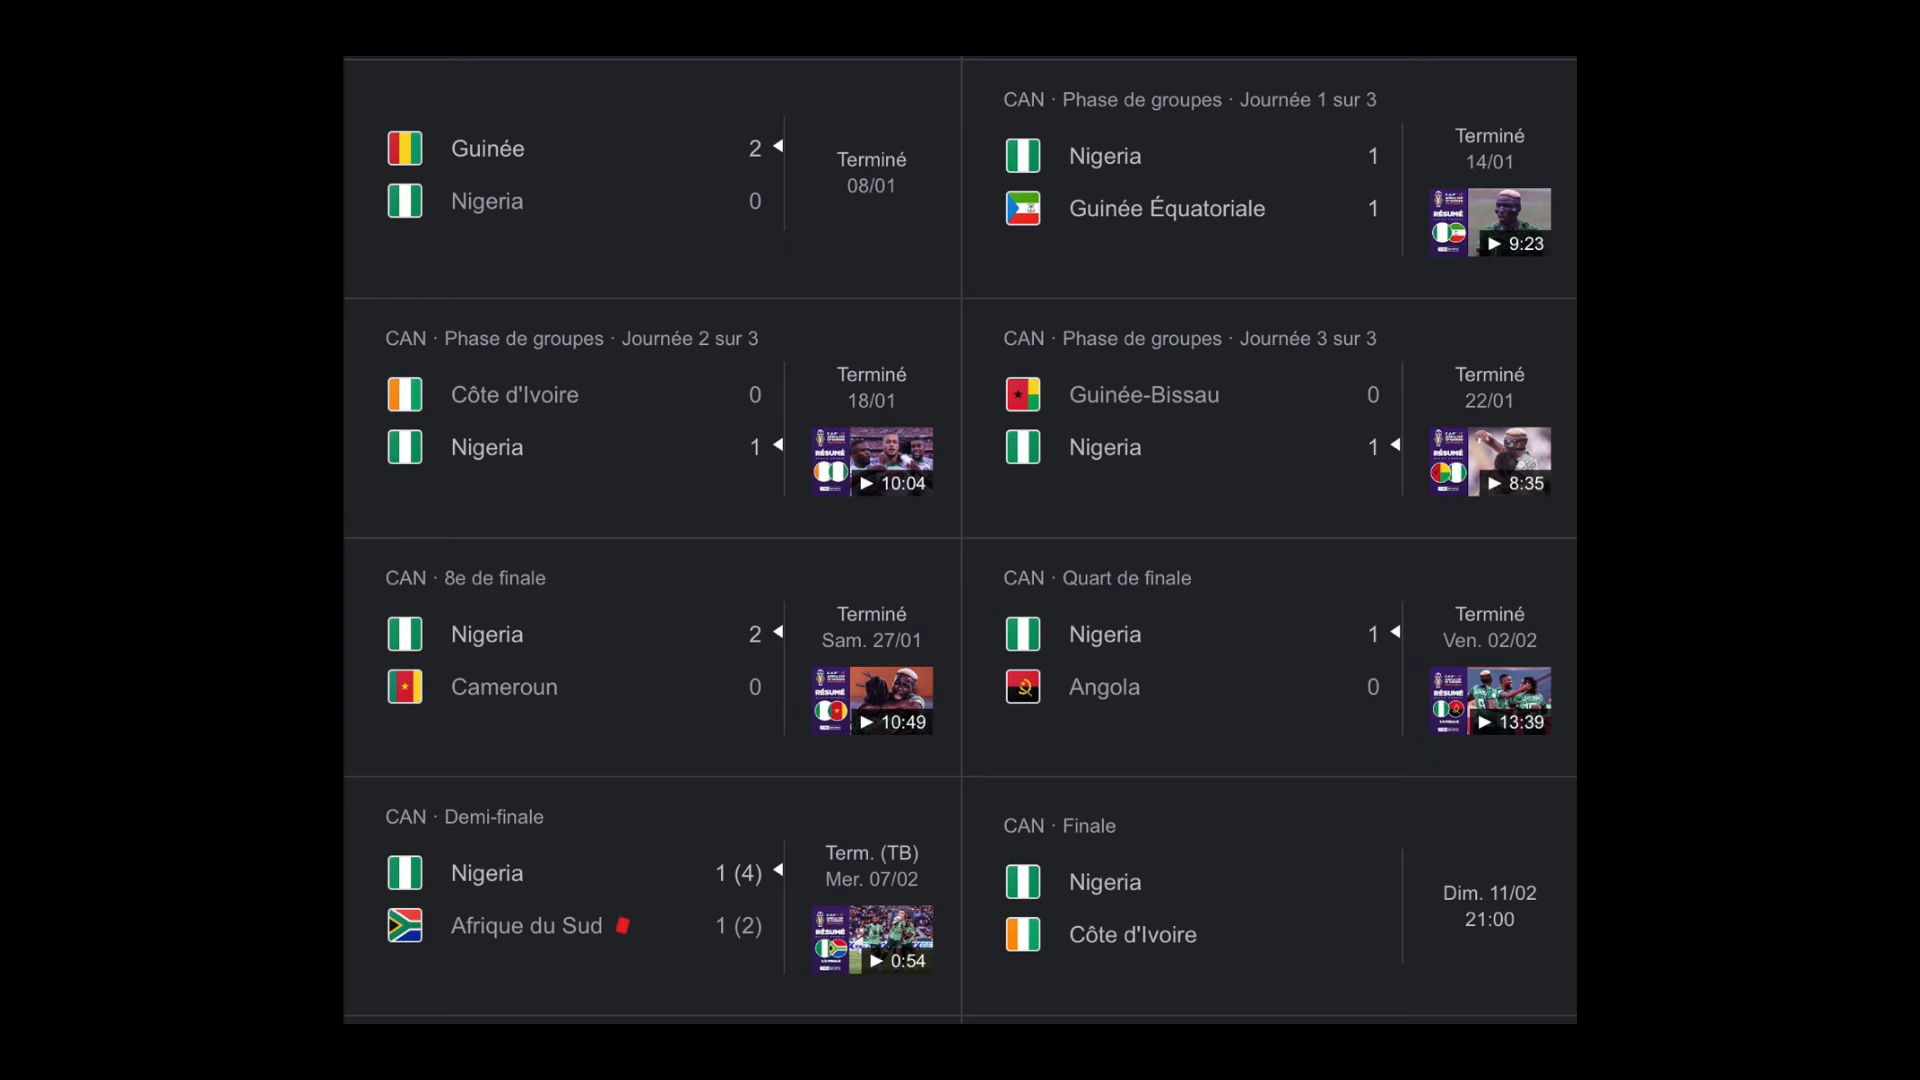 Guinée 2
Nigeria 0
Terminé
08/01
CAN · Phase de groupes · Journée 1 sur 3
Nigeria 1
Guinée Équatoriale 1
Terminé
14/01
RÉSUMÉ
9:23
CAN · Phase de groupes · Journée 2 sur 3
Côte d'Ivoire 0
Nigeria 1
Terminé
18/01
RÉSUMÉ
10:04
CAN · Phase de groupes · Journée 3 sur 3
Guinée-Bissau 0
Nigeria 1
Terminé
22/01
RÉSUMÉ
8:35
CAN · 8e de finale
Nigeria 2
Cameroun 0
Terminé
Sam. 27/01
RÉSUMÉ
10:49
CAN · Quart de finale
Nigeria 1
Angola 0
Terminé
Ven. 02/02
RÉSUMÉ
13:39
CAN · Demi-finale
Nigeria 1 (4)
Afrique du Sud 1 (2)
Term. (TB)
Mer. 07/02
RÉSUMÉ
0:54
CAN · Finale
Nigeria
Côte d'Ivoire
Dim. 11/02
21:00